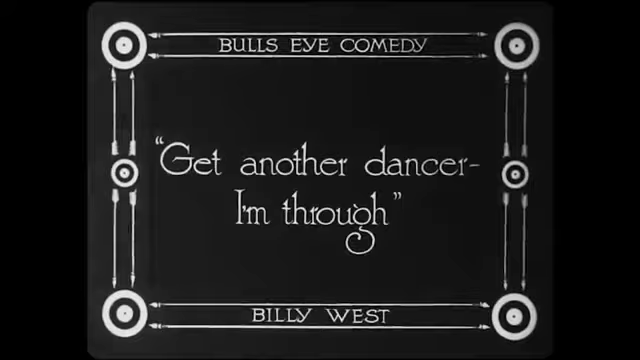 BULLS EYE COMEDY
"Get another dancer-
I'm through"
BILLY WEST